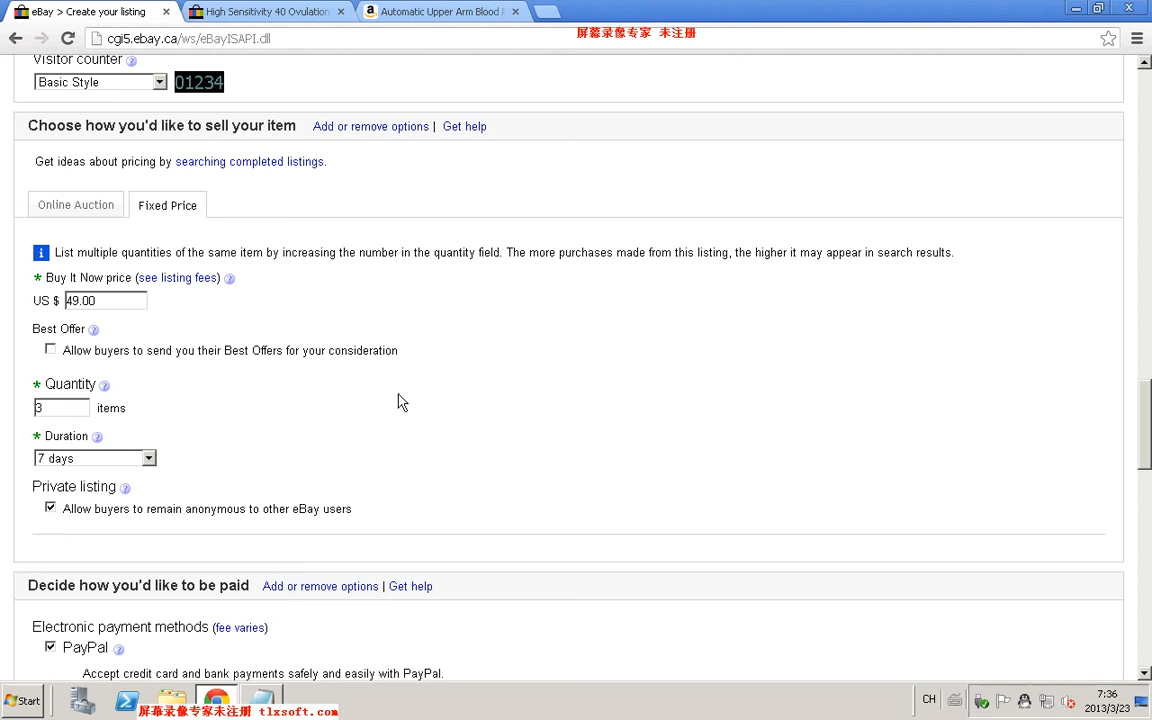 eBay > Create your listing
High Sensitivity 40 Ovulation
Automatic Upper Arm Blood P
cgi5.ebay.ca/ws/eBayISAPI.dll
屏幕录像专家 未注册
Visitor counter
Basic Style
01234
Choose how you'd like to sell your item Add or remove options | Get help
Get ideas about pricing by searching completed listings.
Online Auction
Fixed Price
List multiple quantities of the same item by increasing the number in the quantity field. The more purchases made from this listing, the higher it may appear in search results.
* Buy It Now price (see listing fees)
US $ 49.00
Best Offer
Allow buyers to send you their Best Offers for your consideration
* Quantity
3 items
* Duration
7 days
Private listing
Allow buyers to remain anonymous to other eBay users
Decide how you'd like to be paid Add or remove options | Get help
Electronic payment methods (fee varies)
PayPal
Accept credit card and bank payments safely and easily with PayPal.
Start
CH
7:36
2013/3/23
屏幕录像专家未注册 tlxsoft.com